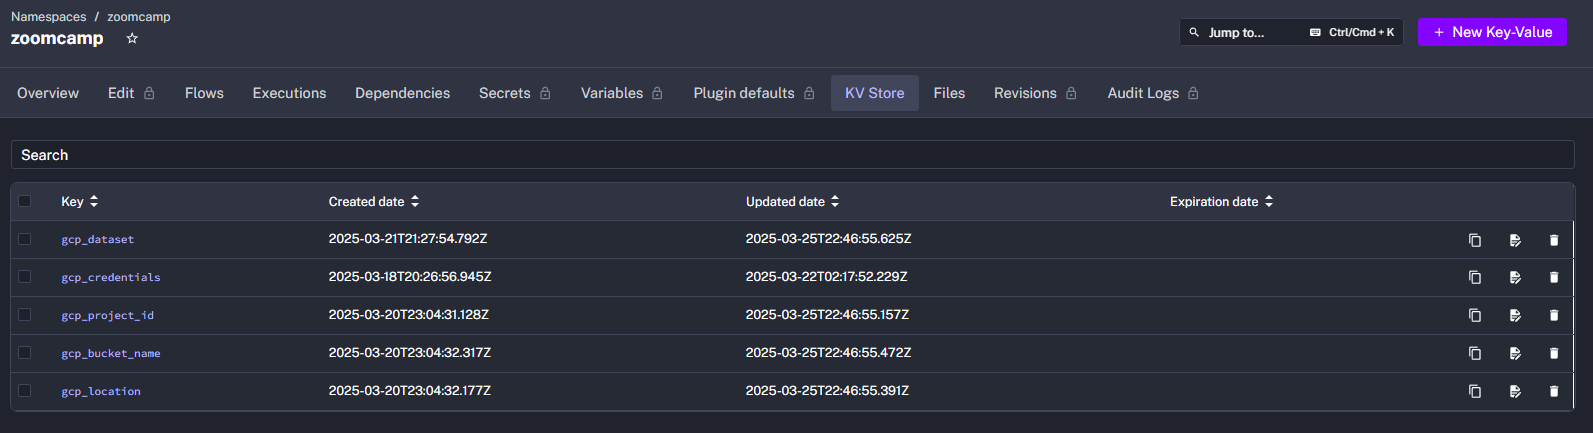 Namespaces / zoomcamp
zoomcamp
Jump to... Ctrl/Cmd + K
+ New Key-Value
Overview Edit Flows Executions Dependencies Secrets Variables Plugin defaults KV Store Files Revisions Audit Logs
Search
Key Created date Updated date Expiration date
gcp_dataset 2025-03-21T21:27:54.792Z 2025-03-25T22:46:55.625Z
gcp_credentials 2025-03-18T20:26:56.945Z 2025-03-22T02:17:52.229Z
gcp_project_id 2025-03-20T23:04:31.128Z 2025-03-25T22:46:55.157Z
gcp_bucket_name 2025-03-20T23:04:32.317Z 2025-03-25T22:46:55.472Z
gcp_location 2025-03-20T23:04:32.177Z 2025-03-25T22:46:55.391Z